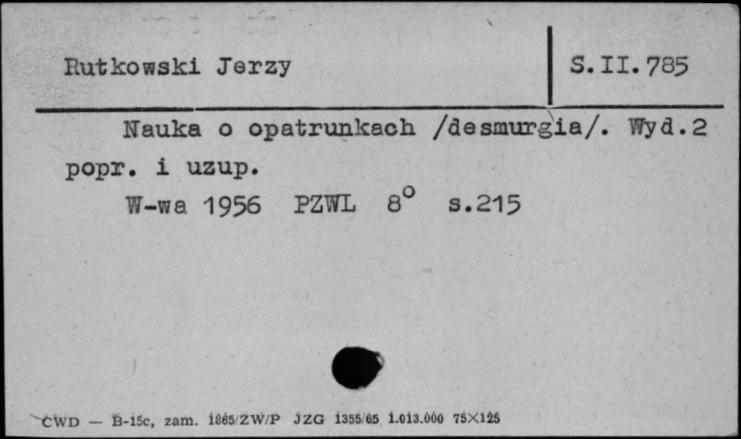 Rutkowski Jerzy S.II.785
Nauka o opatrunkach /desmurgia/. Wyd.2
popr. i uzup.
W-wa 1956 PZWL 8° s.215
CWD — B-15c, zam. 1865/ZW/P JZG 1355/65 1.013.000 75×125